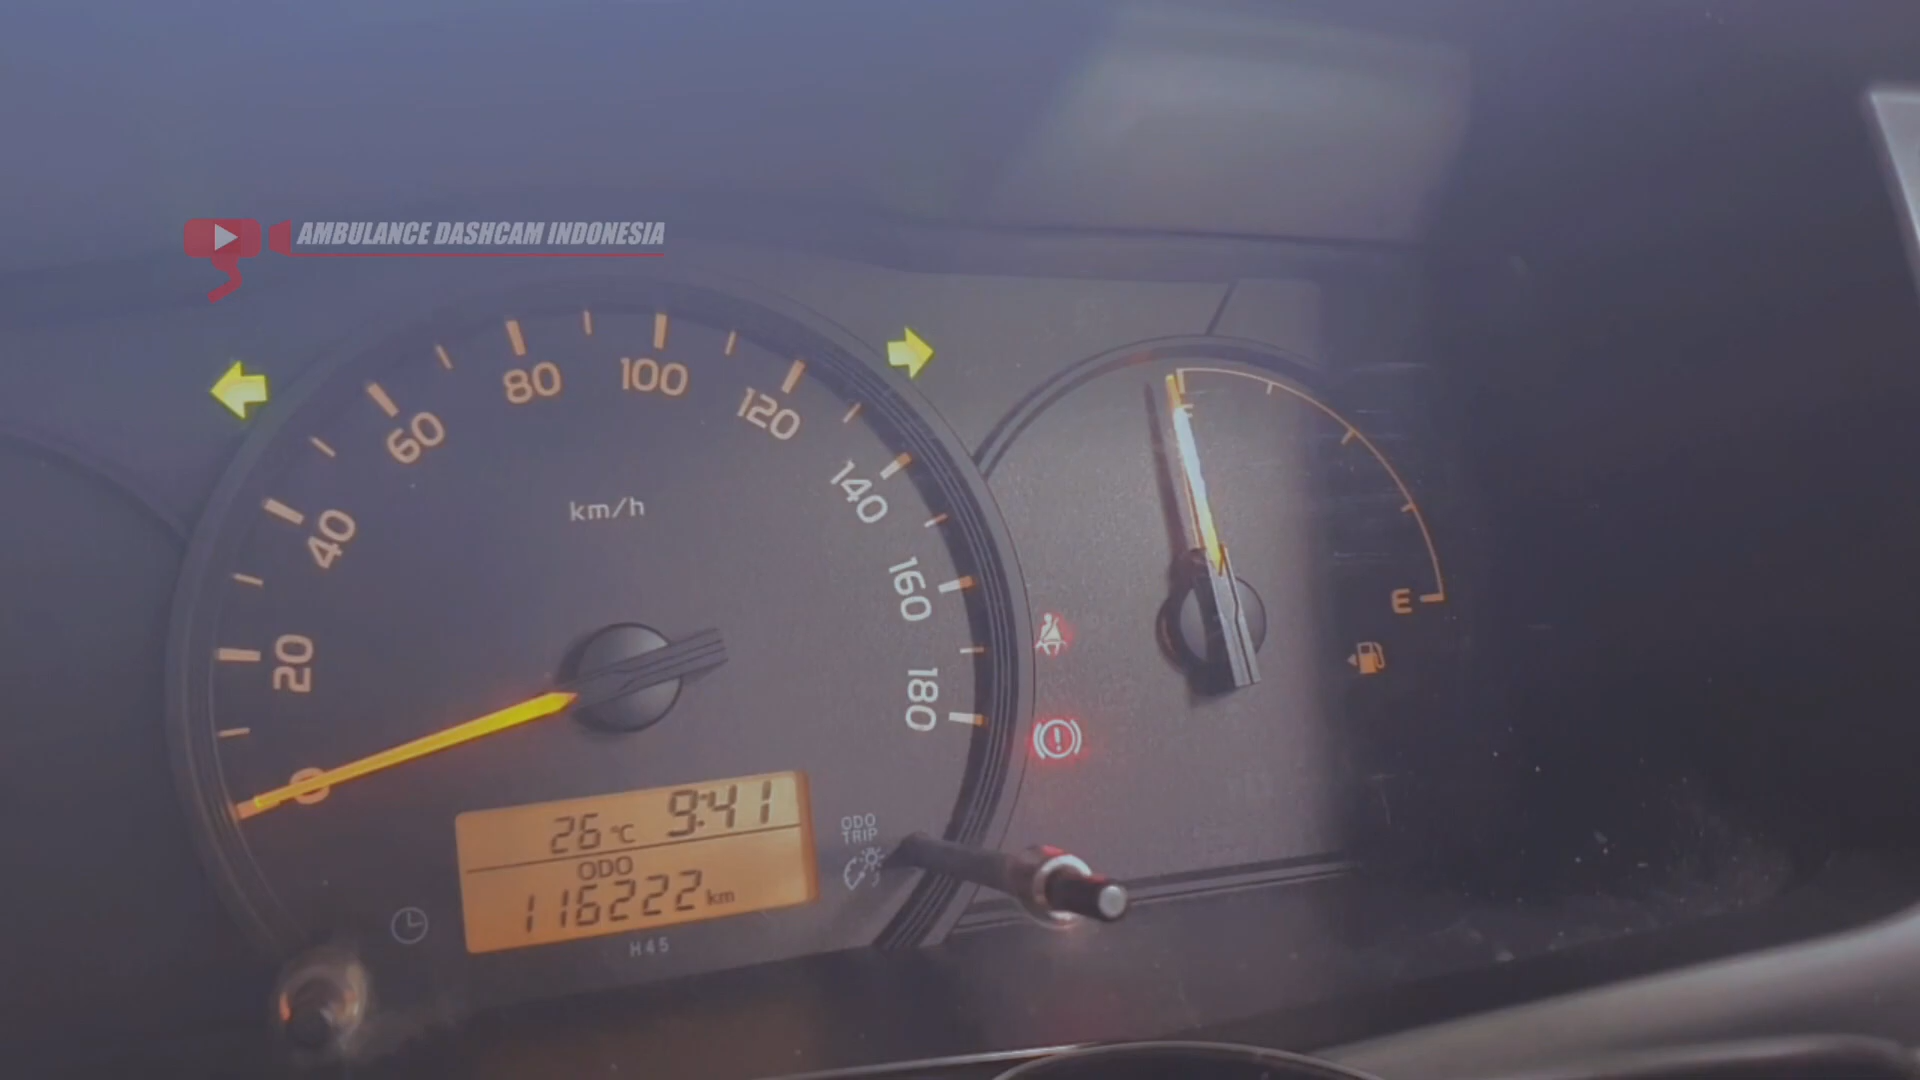 AMBULANCE DASHCAM INDONESIA
0
20
40
60
80
100
120
140
160
180
km/h
26 °C 9:41
ODO
116222 km
H45
ODO
TRIP
F
E